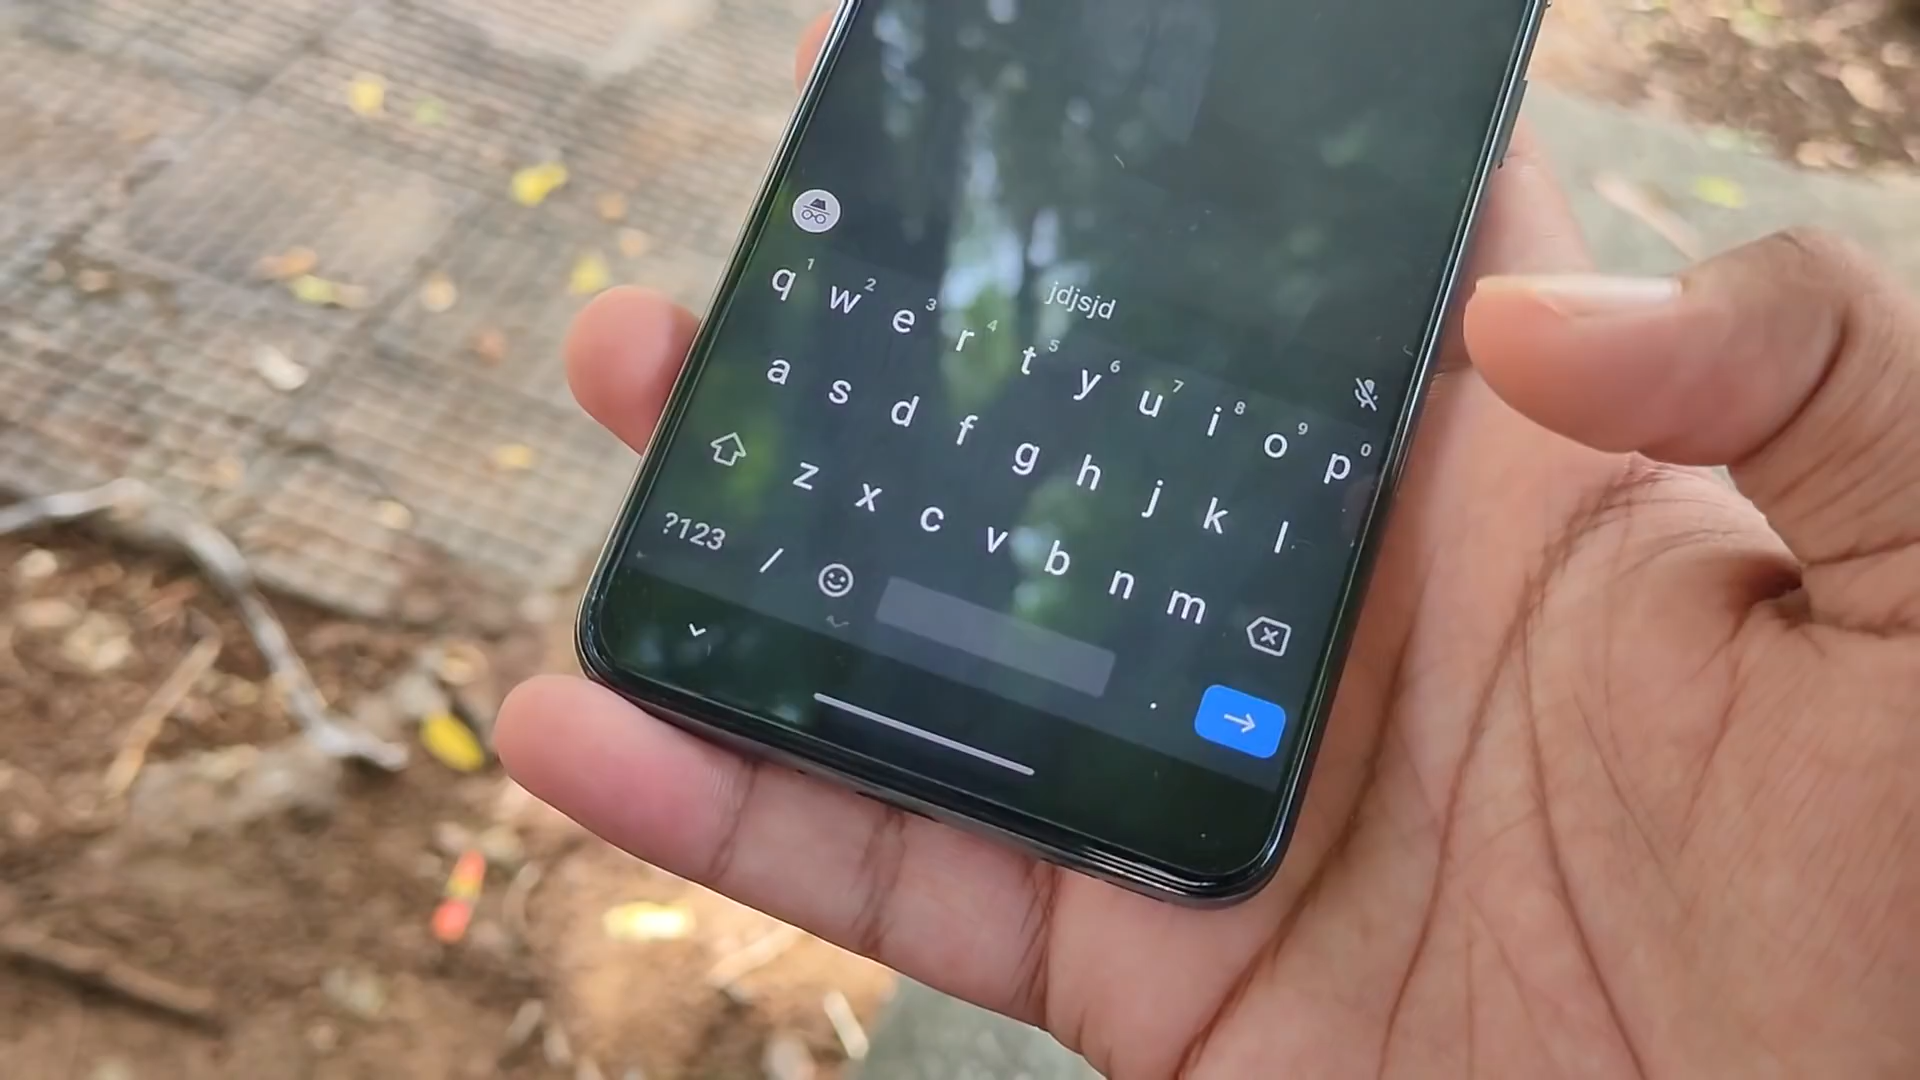 jdjsjd
q1 w2 e3 r4 t5 y6 u7 i8 o9 p0
a s d f g h j k l
z x c v b n m
?123 / .